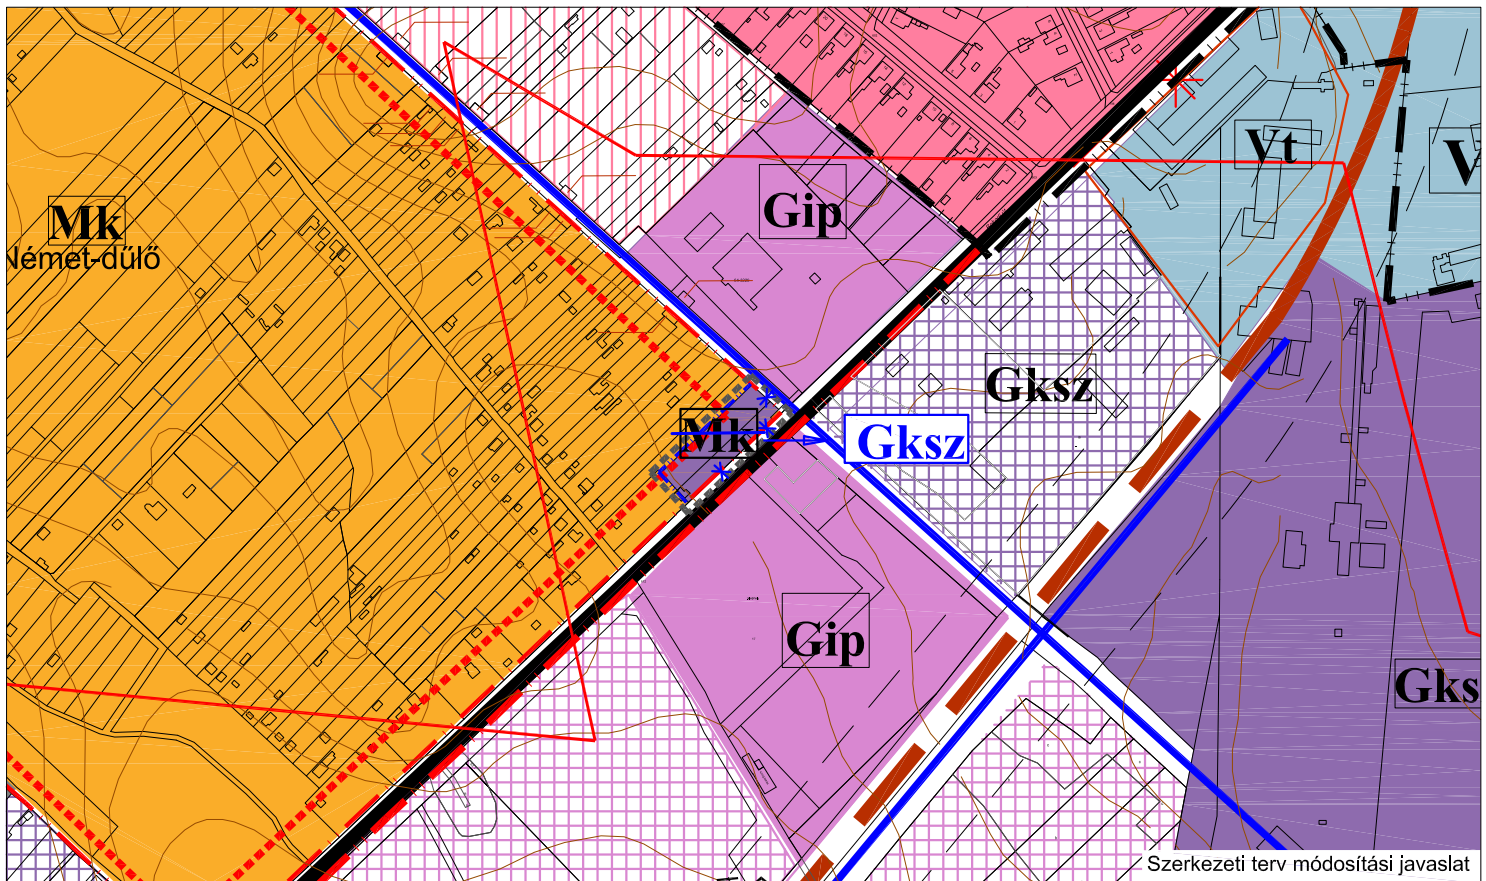 Vt
V
Mk
Gip
Német-dűlő
Gksz
Mk
Gksz
Gip
Gks
Szerkezeti terv módosítási javaslat